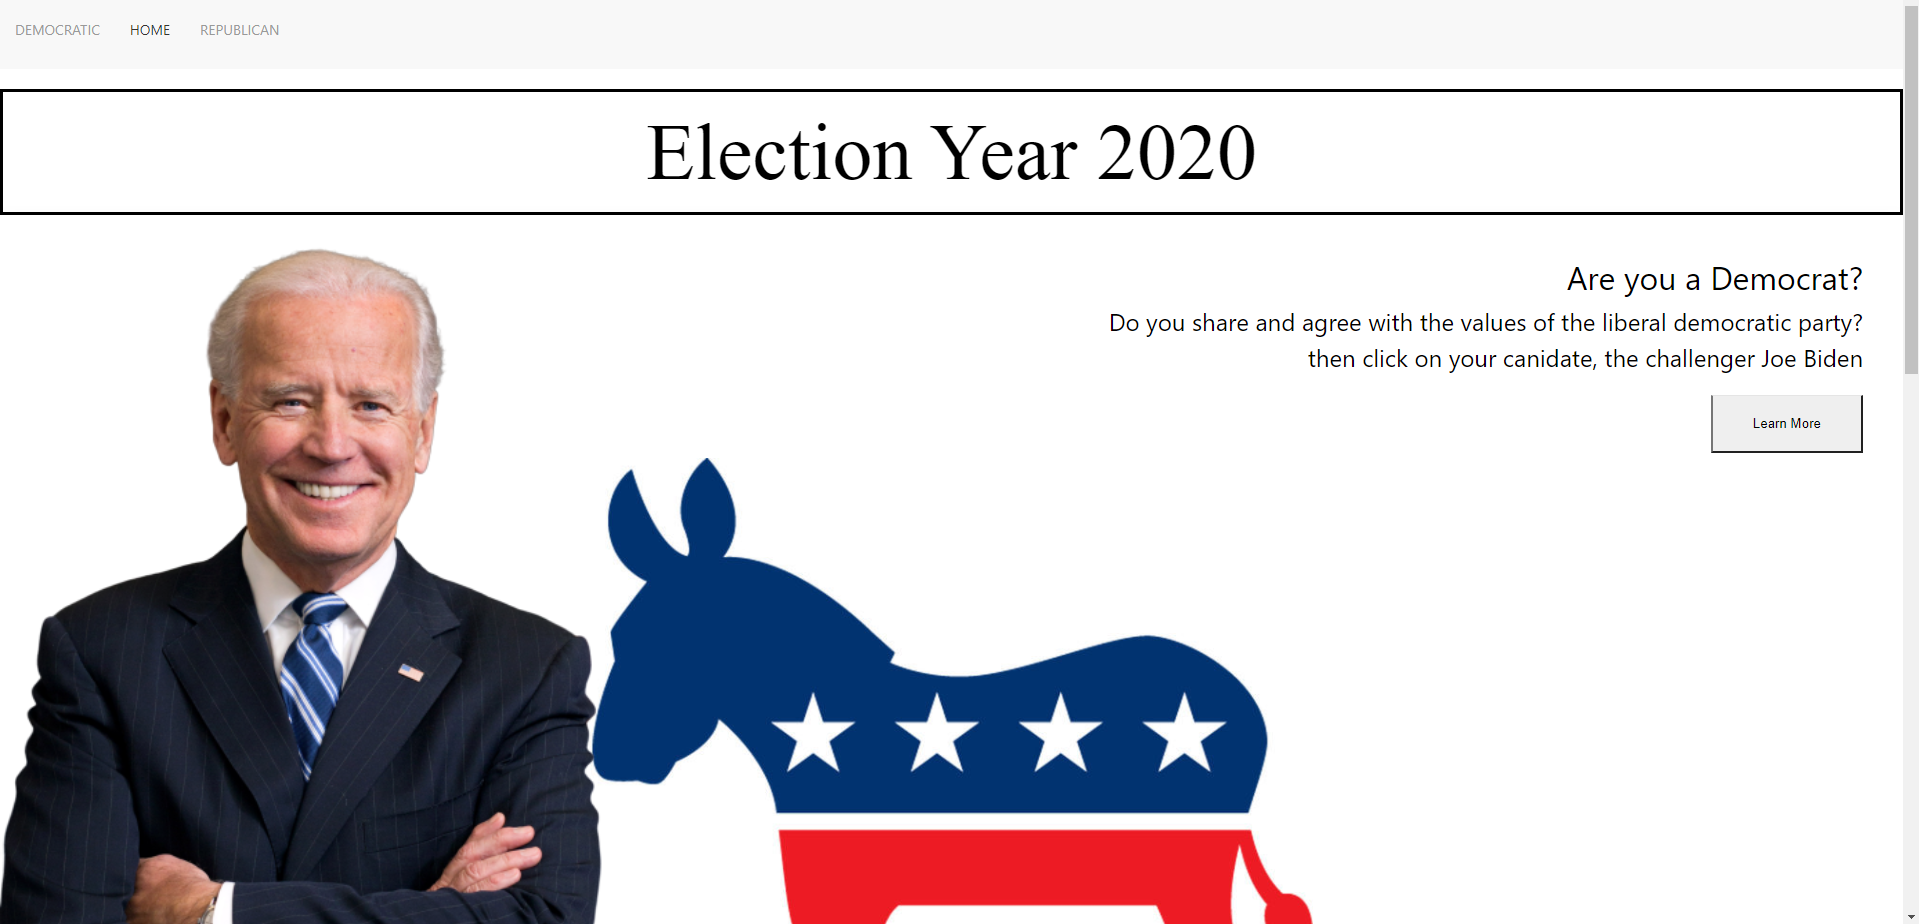 DEMOCRATIC HOME REPUBLICAN
Election Year 2020
Are you a Democrat?
Do you share and agree with the values of the liberal democratic party?
then click on your canidate, the challenger Joe Biden
Learn More